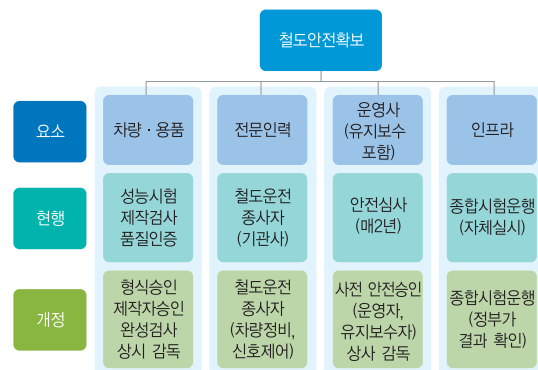 철도안전확보
요소
차량·용품
전문인력
운영사
(유지보수
포함)
인프라
현행
성능시험
제작검사
품질인증
철도운전
종사자
(기관사)
안전심사
(매2년)
종합시험운행
(자체실시)
개정
형식승인
제작자승인
완성검사
상시 감독
철도운전
종사자
(차량정비,
신호제어)
사전 안전승인
(운영자,
유지보수자)
상사 감독
종합시험운행
(정부가
결과 확인)